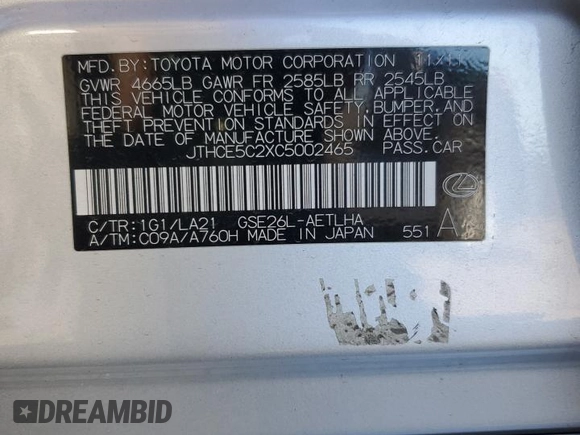 MFD.BY:TOYOTA MOTOR CORPORATION 11/11
GVWR 4665LB GAWR FR 2585LB RR 2545LB
THIS VEHICLE CONFORMS TO ALL APPLICABLE
FEDERAL MOTOR VEHICLE SAFETY,BUMPER,AND
THEFT PREVENTION STANDARDS IN EFFECT ON
THE DATE OF MANUFACTURE SHOWN ABOVE.
JTHCE5C2XC5002465 PASS.CAR
C/TR:1G1/LA21 GSE26L-AETLHA
A/TM:C09A/A760H MADE IN JAPAN 551 A
DREAMBID